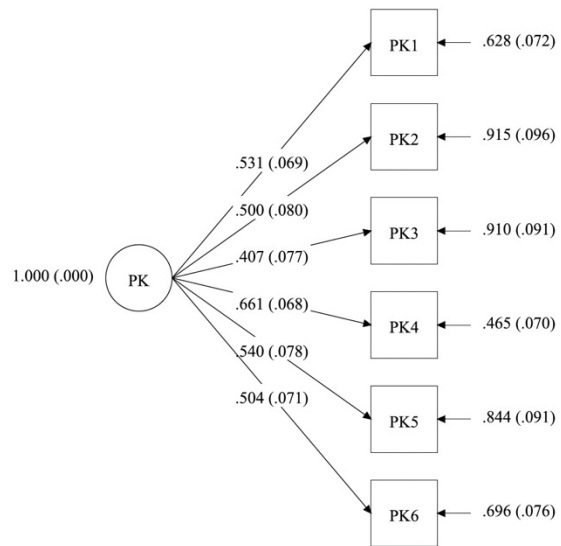 PK1
.628 (.072)
PK2
.915 (.096)
.531 (.069)
.500 (.080)
PK3
.910 (.091)
.407 (.077)
1.000 (.000)
PK
.661 (.068)
PK4
.465 (.070)
.540 (.078)
.504 (.071)
PK5
.844 (.091)
PK6
.696 (.076)